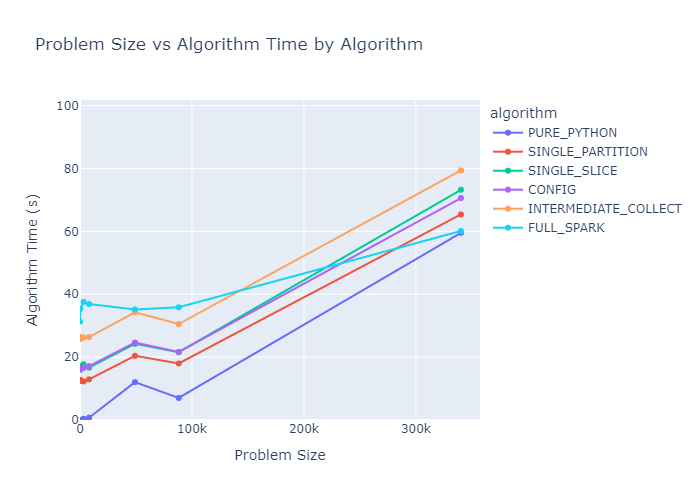 Problem Size vs Algorithm Time by Algorithm
algorithm
PURE_PYTHON
SINGLE_PARTITION
SINGLE_SLICE
CONFIG
INTERMEDIATE_COLLECT
FULL_SPARK
Algorithm Time (s)
100
80
60
40
20
0
0 100k 200k 300k
Problem Size